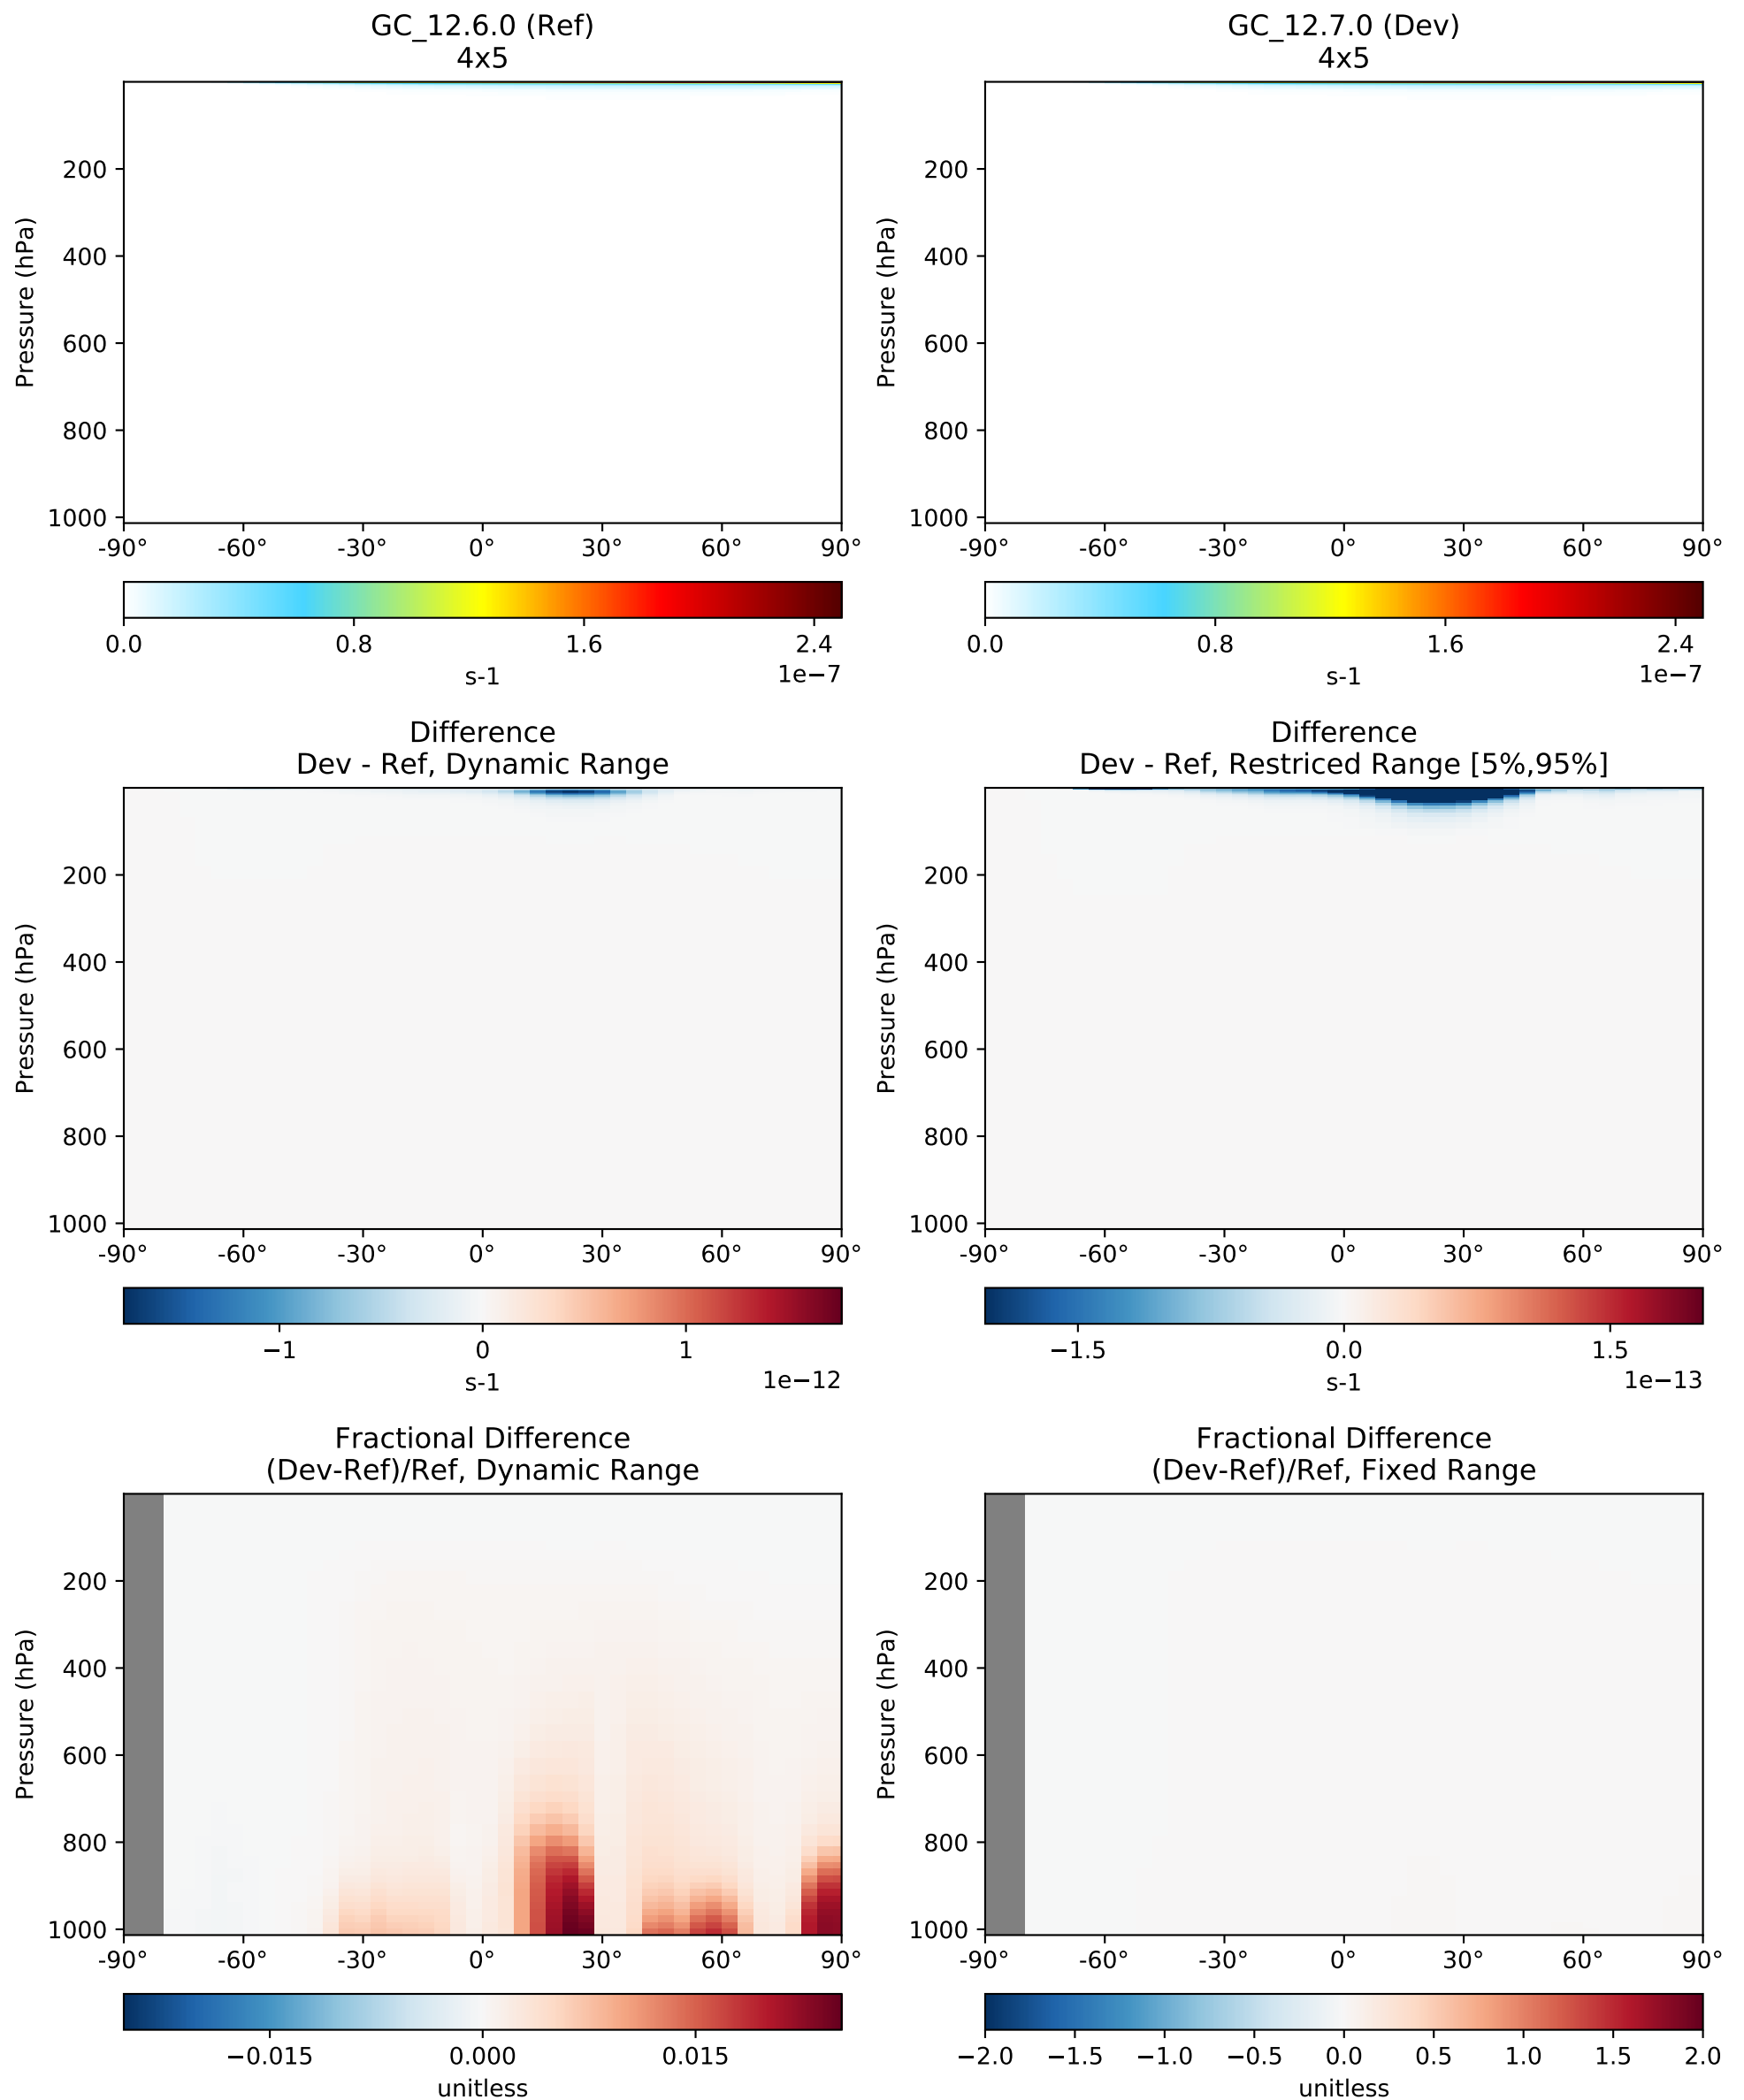 GC_12.6.0 (Ref)
4x5
200
400
600
800
1000
Pressure (hPa)
-90° -60° -30° 0° 30° 60° 90°
0.0 0.8 1.6 2.4
1e−7
s-1
GC_12.7.0 (Dev)
4x5
200
400
600
800
1000
Pressure (hPa)
-90° -60° -30° 0° 30° 60° 90°
0.0 0.8 1.6 2.4
1e−7
s-1
Difference
Dev - Ref, Dynamic Range
200
400
600
800
1000
Pressure (hPa)
-90° -60° -30° 0° 30° 60° 90°
−1 0 1
1e−12
s-1
Difference
Dev - Ref, Restriced Range [5%,95%]
200
400
600
800
1000
Pressure (hPa)
-90° -60° -30° 0° 30° 60° 90°
−1.5 0.0 1.5
1e−13
s-1
Fractional Difference
(Dev-Ref)/Ref, Dynamic Range
200
400
600
800
1000
Pressure (hPa)
-90° -60° -30° 0° 30° 60° 90°
−0.015 0.000 0.015
unitless
Fractional Difference
(Dev-Ref)/Ref, Fixed Range
200
400
600
800
1000
Pressure (hPa)
-90° -60° -30° 0° 30° 60° 90°
−2.0 −1.5 −1.0 −0.5 0.0 0.5 1.0 1.5 2.0
unitless